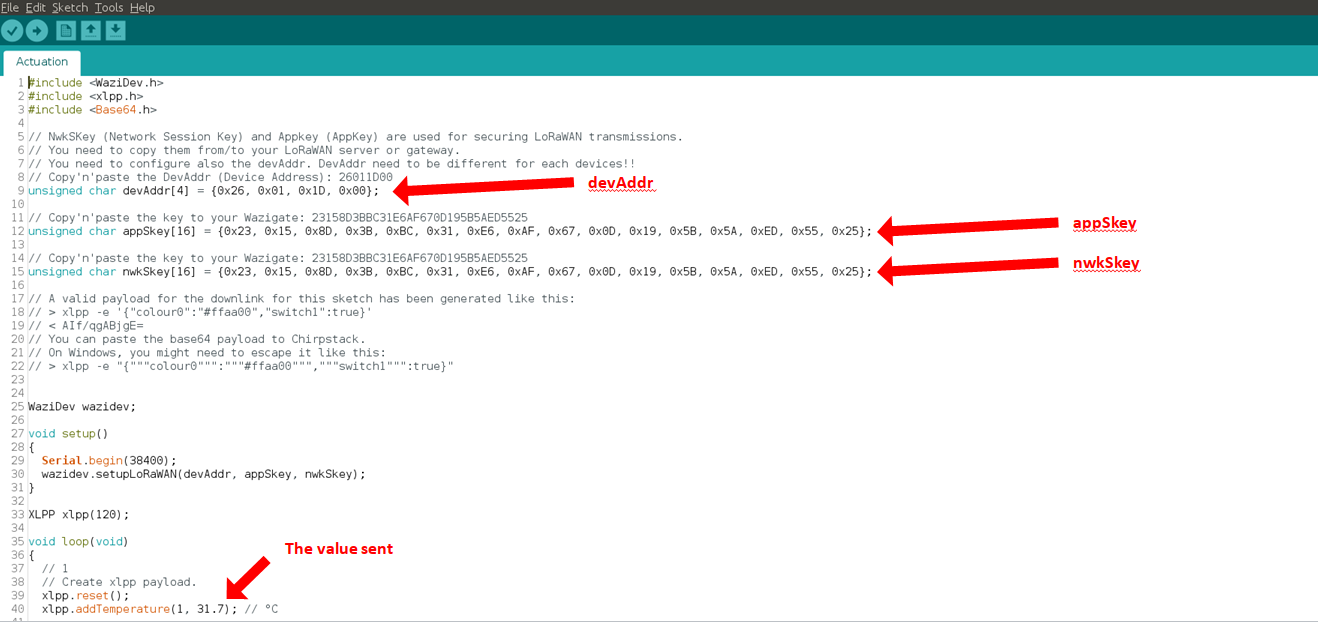 File Edit Sketch Tools Help
Actuation
1 #include <WaziDev.h>
2 #include <xlpp.h>
3 #include <Base64.h>
4
5 // NwkSKey (Network Session Key) and Appkey (AppKey) are used for securing LoRaWAN transmissions.
6 // You need to copy them from/to your LoRaWAN server or gateway.
7 // You need to configure also the devAddr. DevAddr need to be different for each devices!!
8 // Copy'n'paste the DevAddr (Device Address): 26011D00
9 unsigned char devAddr[4] = {0x26, 0x01, 0x1D, 0x00};
devAddr
10
11 // Copy'n'paste the key to your Wazigate: 23158D3BBC31E6AF670D195B5AED5525
12 unsigned char appSkey[16] = {0x23, 0x15, 0x8D, 0x3B, 0xBC, 0x31, 0xE6, 0xAF, 0x67, 0x0D, 0x19, 0x5B, 0x5A, 0xED, 0x55, 0x25};
appSkey
13
14 // Copy'n'paste the key to your Wazigate: 23158D3BBC31E6AF670D195B5AED5525
15 unsigned char nwkSkey[16] = {0x23, 0x15, 0x8D, 0x3B, 0xBC, 0x31, 0xE6, 0xAF, 0x67, 0x0D, 0x19, 0x5B, 0x5A, 0xED, 0x55, 0x25};
nwkSkey
16
17 // A valid payload for the downlink for this sketch has been generated like this:
18 // > xlpp -e '{"colour0":"#ffaa00","switch1":true}'
19 // < AIf/qgABjgE=
20 // You can paste the base64 payload to Chirpstack.
21 // On Windows, you might need to escape it like this:
22 // > xlpp -e "{"""colour0""":"""#ffaa00""","""switch1""":true}"
23
24
25 WaziDev wazidev;
26
27 void setup()
28 {
29 Serial.begin(38400);
30 wazidev.setupLoRaWAN(devAddr, appSkey, nwkSkey);
31 }
32
33 XLPP xlpp(120);
34
35 void loop(void)
The value sent
36 {
37 // 1
38 // Create xlpp payload.
39 xlpp.reset();
40 xlpp.addTemperature(1, 31.7); // °C